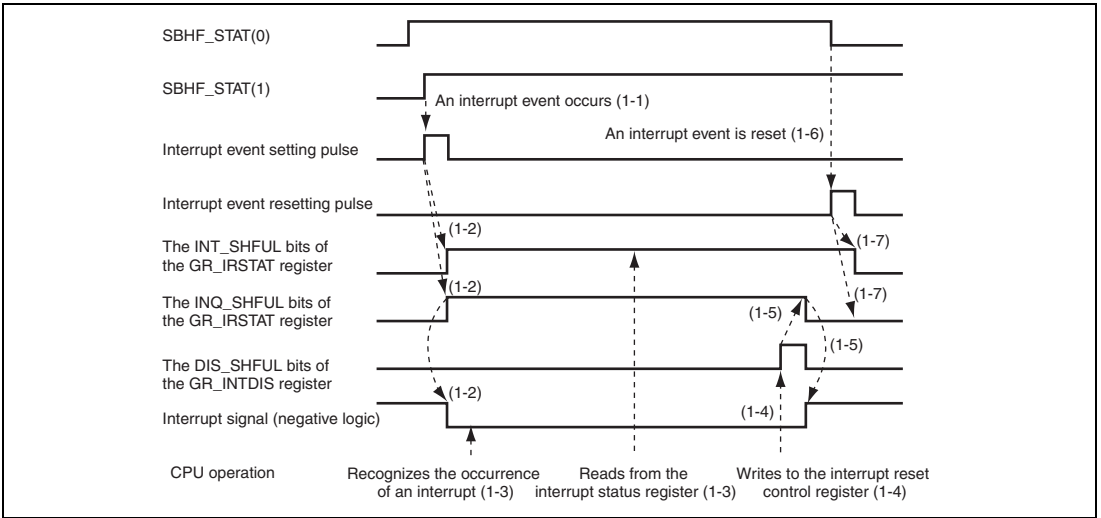 SBHF_STAT(0)
SBHF_STAT(1)
An interrupt event occurs (1-1)
An interrupt event is reset (1-6)
Interrupt event setting pulse
Interrupt event resetting pulse
(1-2)
The INT_SHFUL bits of
the GR_IRSTAT register
(1-7)
(1-2)
(1-7)
The INQ_SHFUL bits of
the GR_IRSTAT register
(1-5)
(1-5)
The DIS_SHFUL bits of
the GR_INTDIS register
(1-2)
(1-4)
Interrupt signal (negative logic)
CPU operation
Recognizes the occurrence
of an interrupt (1-3)
Reads from the
interrupt status register (1-3)
Writes to the interrupt reset
control register (1-4)